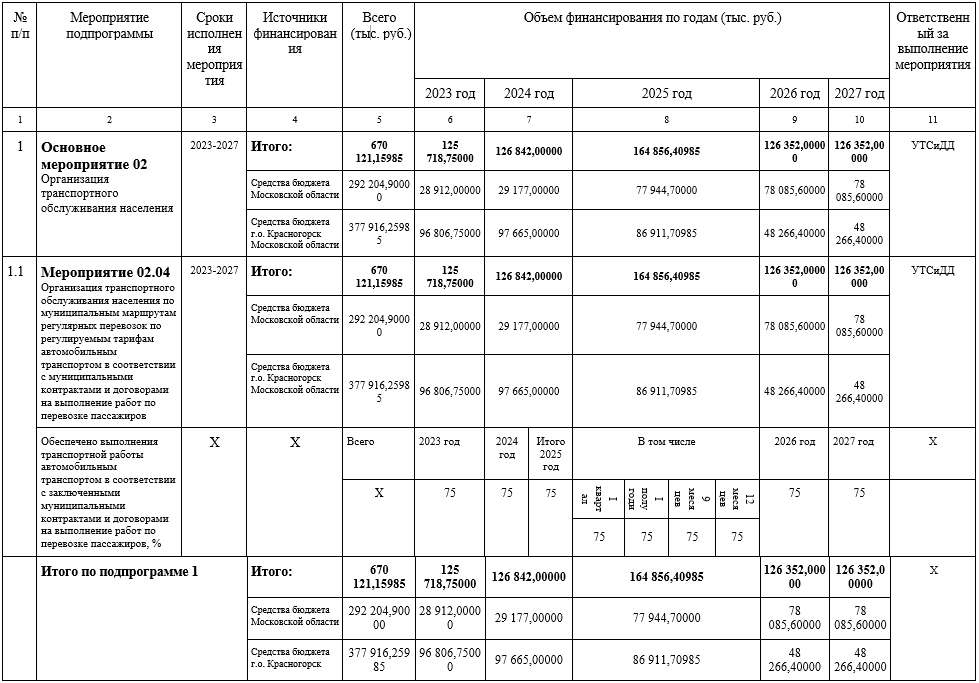 № п/п
Мероприятие подпрограммы
Сроки исполнен ия мероприя тия
Источники финансирован ия
Всего (тыс. руб.)
Объем финансирования по годам (тыс. руб.)
Ответственн ый за выполнение мероприятия
2023 год
2024 год
2025 год
2026 год
2027 год
1
2
3
4
5
6
7
8
9
10
11
1
Основное
мероприятие 02
Организация
транспортного
обслуживания населения
2023-2027
Итого:
670
121,15985
125
718,75000
126 842,00000
164 856,40985
126 352,0000
0
126 352,00
000
УТСиДД
Средства бюджета
Московской области
292 204,9000
0
28 912,00000
29 177,00000
77 944,70000
78 085,60000
78
085,60000
Средства бюджета
г.о. Красногорск
Московской области
377 916,2598
5
96 806,75000
97 665,00000
86 911,70985
48 266,40000
48
266,40000
1.1
Мероприятие 02.04
Организация транспортного
обслуживания населения по
муниципальным маршрутам
регулярных перевозок по
регулируемым тарифам
автомобильным
транспортом в соответствии
с муниципальными
контрактами и договорами
на выполнение работ по
перевозке пассажиров
2023-2027
Итого:
670
121,15985
125
718,75000
126 842,00000
164 856,40985
126 352,0000
0
126 352,00
000
УТСиДД
Средства бюджета
Московской области
292 204,9000
0
28 912,00000
29 177,00000
77 944,70000
78 085,60000
78
085,60000
Средства бюджета
г.о. Красногорск
Московской области
377 916,2598
5
96 806,75000
97 665,00000
86 911,70985
48 266,40000
48
266,40000
Обеспечено выполнения
транспортной работы
автомобильным
транспортом в соответствии
с заключенными
муниципальными
контрактами и договорами
на выполнение работ по
перевозке пассажиров, %
X
X
Всего
2023 год
2024
год
Итого
2025
год
В том числе
2026 год
2027 год
X
X
75
75
75
I
кварт
ал
I
полу
годи
9
меся
цев
12
меся
цев
75
75
75
75
75
75
Итого по подпрограмме 1
Итого:
670
121,15985
125
718,75000
126 842,00000
164 856,40985
126 352,000
00
126 352,0
0000
X
Средства бюджета
Московской области
292 204,900
00
28 912,0000
0
29 177,00000
77 944,70000
78
085,60000
78
085,60000
Средства бюджета
г.о. Красногорск
377 916,259
85
96 806,7500
0
97 665,00000
86 911,70985
48
266,40000
48
266,40000